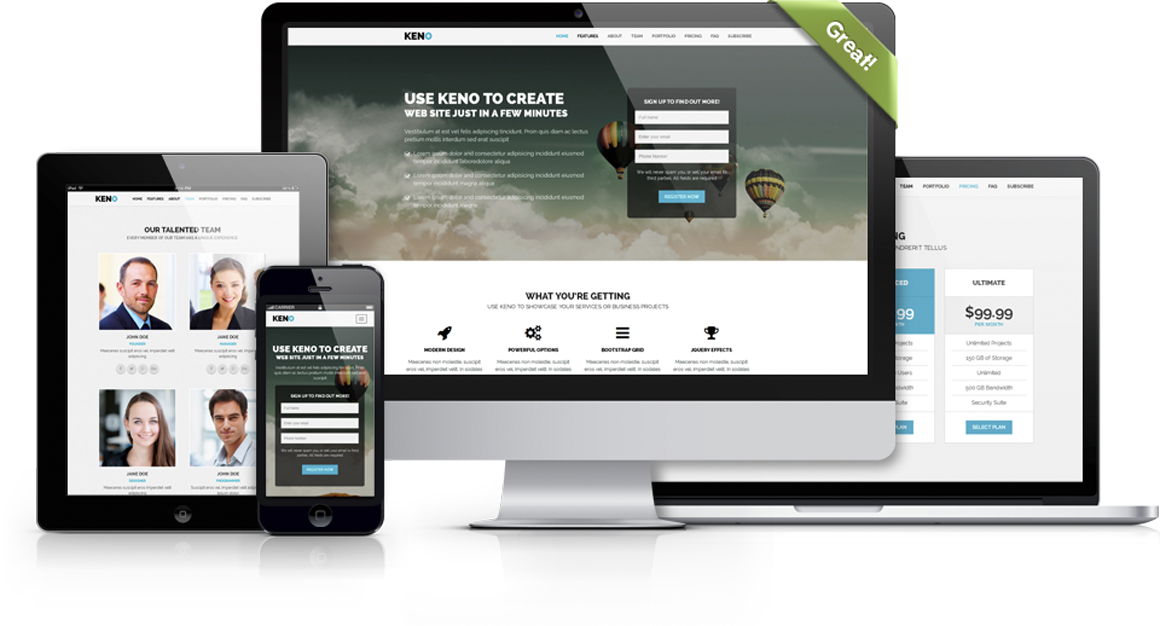 KENO
HOME FEATURES ABOUT TEAM PORTFOLIO PRICING FAQ SUBSCRIBE
Great!
USE KENO TO CREATE
WEB SITE JUST IN A FEW MINUTES
Vestibulum at est vel felis adipiscing tincidunt. Proin quis diam ac lectus
pretium mollis interdum sed erat suscipit
Lorem ipsum dolor and consectetur adipiscing incididunt eiusmod
tempor incididunt laboredolore aliqua
Lorem ipsum dolor and consectetur adipiscing incididunt eiusmod
tempor incididunt magna aliqua
Lorem ipsum dolor and consectetur adipiscing incididunt eiusmod
tempor incididunt magna
SIGN UP TO FIND OUT MORE!
Full Name
Enter your email
Phone Number
We will never spam you, or sell your email to
third parties. All fields are required
REGISTER NOW
WHAT YOU'RE GETTING
USE KENO TO SHOWCASE YOUR SERVICES OR BUSINESS PROJECTS
MODERN DESIGN
Maecenas non molestie, suscipit
eros vel, imperdiet velit. In sodales
POWERFUL OPTIONS
Maecenas non molestie, suscipit
eros vel, imperdiet velit. In sodales
BOOTSTRAP GRID
Maecenas non molestie, suscipit
eros vel, imperdiet velit. In sodales
JQUERY EFFECTS
Maecenas non molestie, suscipit
eros vel, imperdiet velit. In sodales
iPad
KENO
HOME FEATURES ABOUT TEAM PORTFOLIO PRICING FAQ SUBSCRIBE
OUR TALENTED TEAM
EVERY MEMBER OF OUR TEAM HAS A UNIQUE EXPERIENCE
JOHN DOE
FOUNDER
Maecenas suscipit eros vel, imperdiet velit
adipiscing
JANE DOE
MANAGER
Maecenas suscipit eros vel, imperdiet velit
adipiscing
JANE DOE
DESIGNER
Maecenas suscipit eros vel, imperdiet velit
adipiscing
JOHN DOE
PROGRAMMER
Suscipit eros vel, imperdiet velit adipiscing
ipsum dolor
CARRIER
KENO
USE KENO TO CREATE
WEB SITE JUST IN A FEW MINUTES
Vestibulum at est vel felis adipiscing tincidunt. Proin
quis diam ac lectus pretium mollis interdum sed erat
suscipit
SIGN UP TO FIND OUT MORE!
Full Name
Enter your email
Phone Number
We will never spam you, or sell your email to third
parties. All fields are required
REGISTER NOW
TEAM PORTFOLIO PRICING FAQ SUBSCRIBE
NG
NDRERIT TELLUS
CED
99
NTH
Projects
torage
Users
dwidth
uite
PLAN
ULTIMATE
$99.99
PER MONTH
Unlimited Projects
150 GB of Storage
Unlimited
500 GB Bandwidth
Security Suite
SELECT PLAN